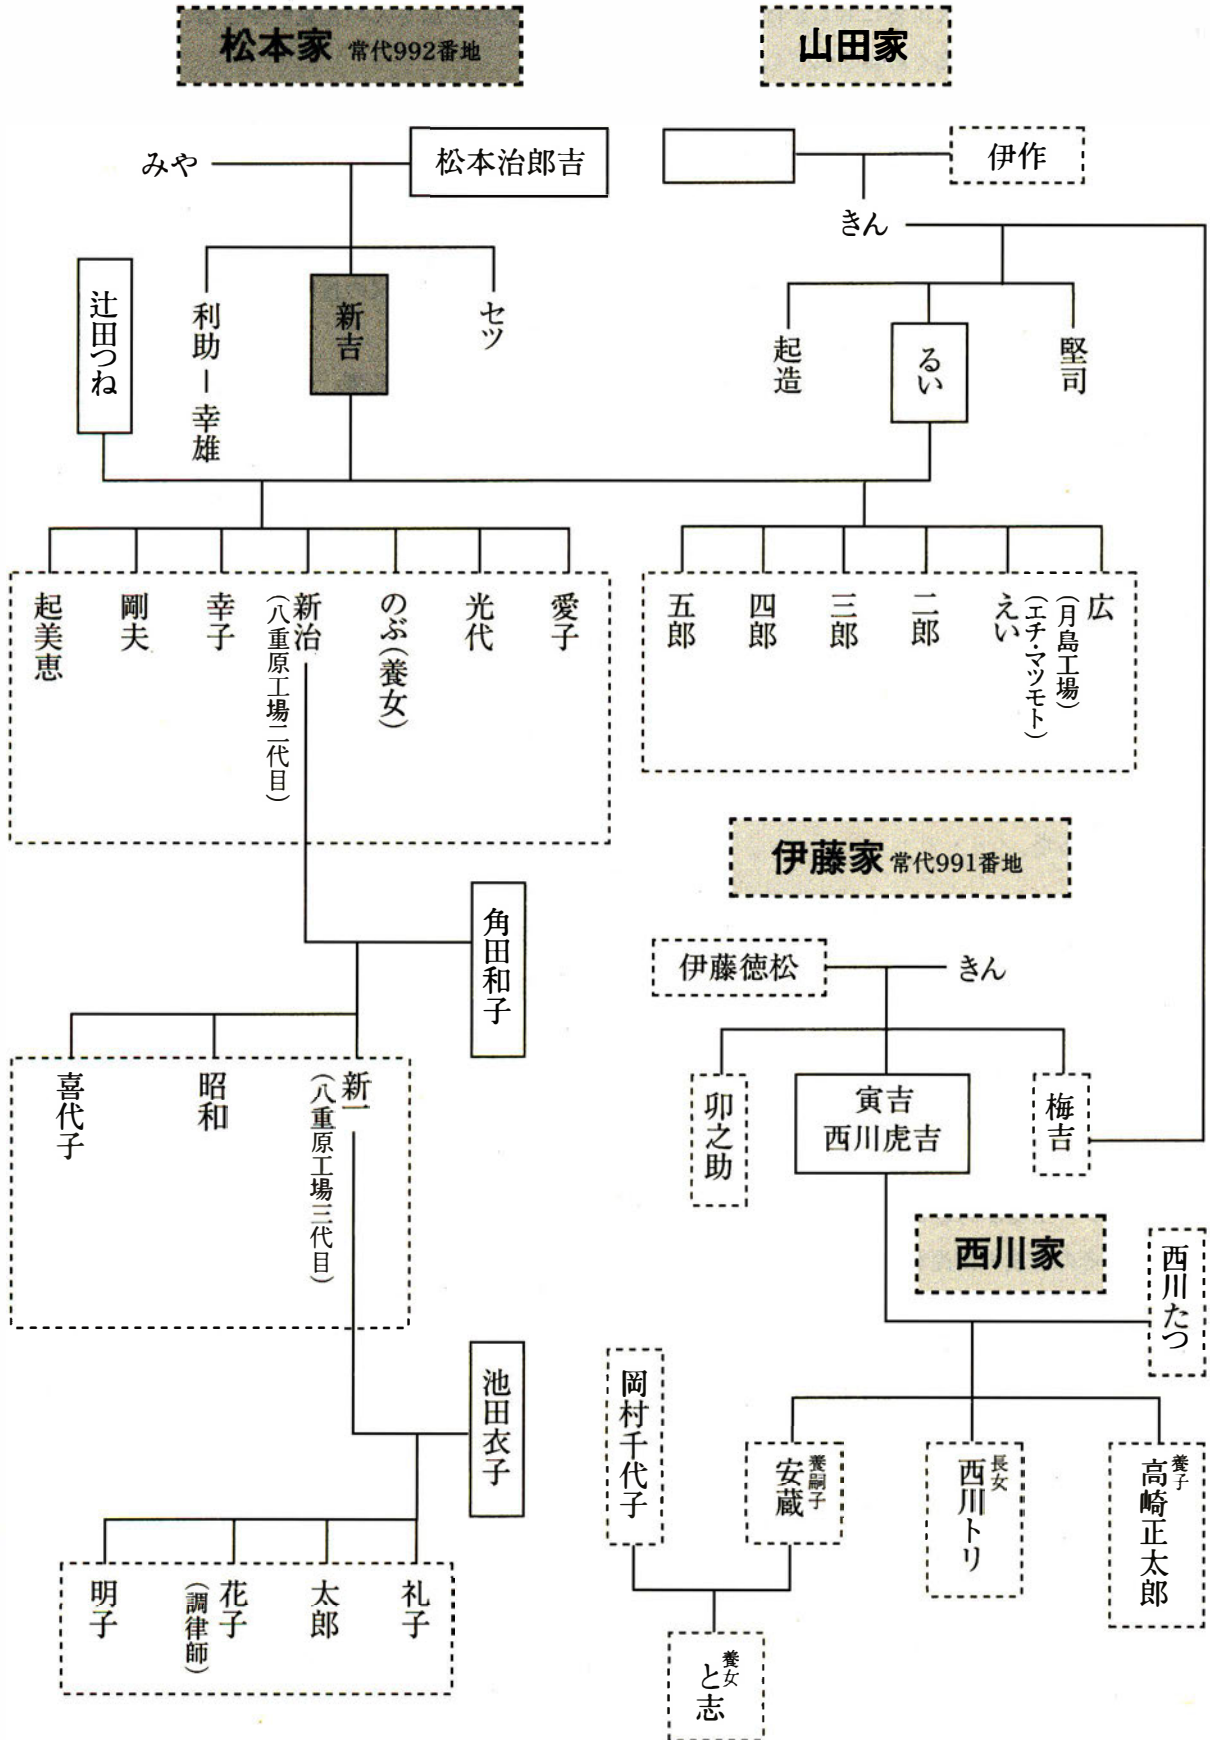 松本家 常代992番地
みや
松本治郎吉
辻田つね
利助
幸雄
新吉
セツ
愛子
光代
のぶ(養女)
新治
(八重原工場二代目)
幸子
剛夫
起美恵
角田和子
新一
(八重原工場三代目)
昭和
喜代子
池田衣子
礼子
太郎
花子
(調律師)
明子
山田家
伊作
きん
堅司
るい
起造
広
(月島工場)
(エチ・マツモト)
えい
二郎
三郎
四郎
五郎
伊藤家 常代991番地
伊藤徳松
きん
梅吉
寅吉
西川虎吉
卯之助
西川家
西川たつ
養子
高崎正太郎
長女
西川トリ
養嗣子
安蔵
岡村千代子
養女
と志